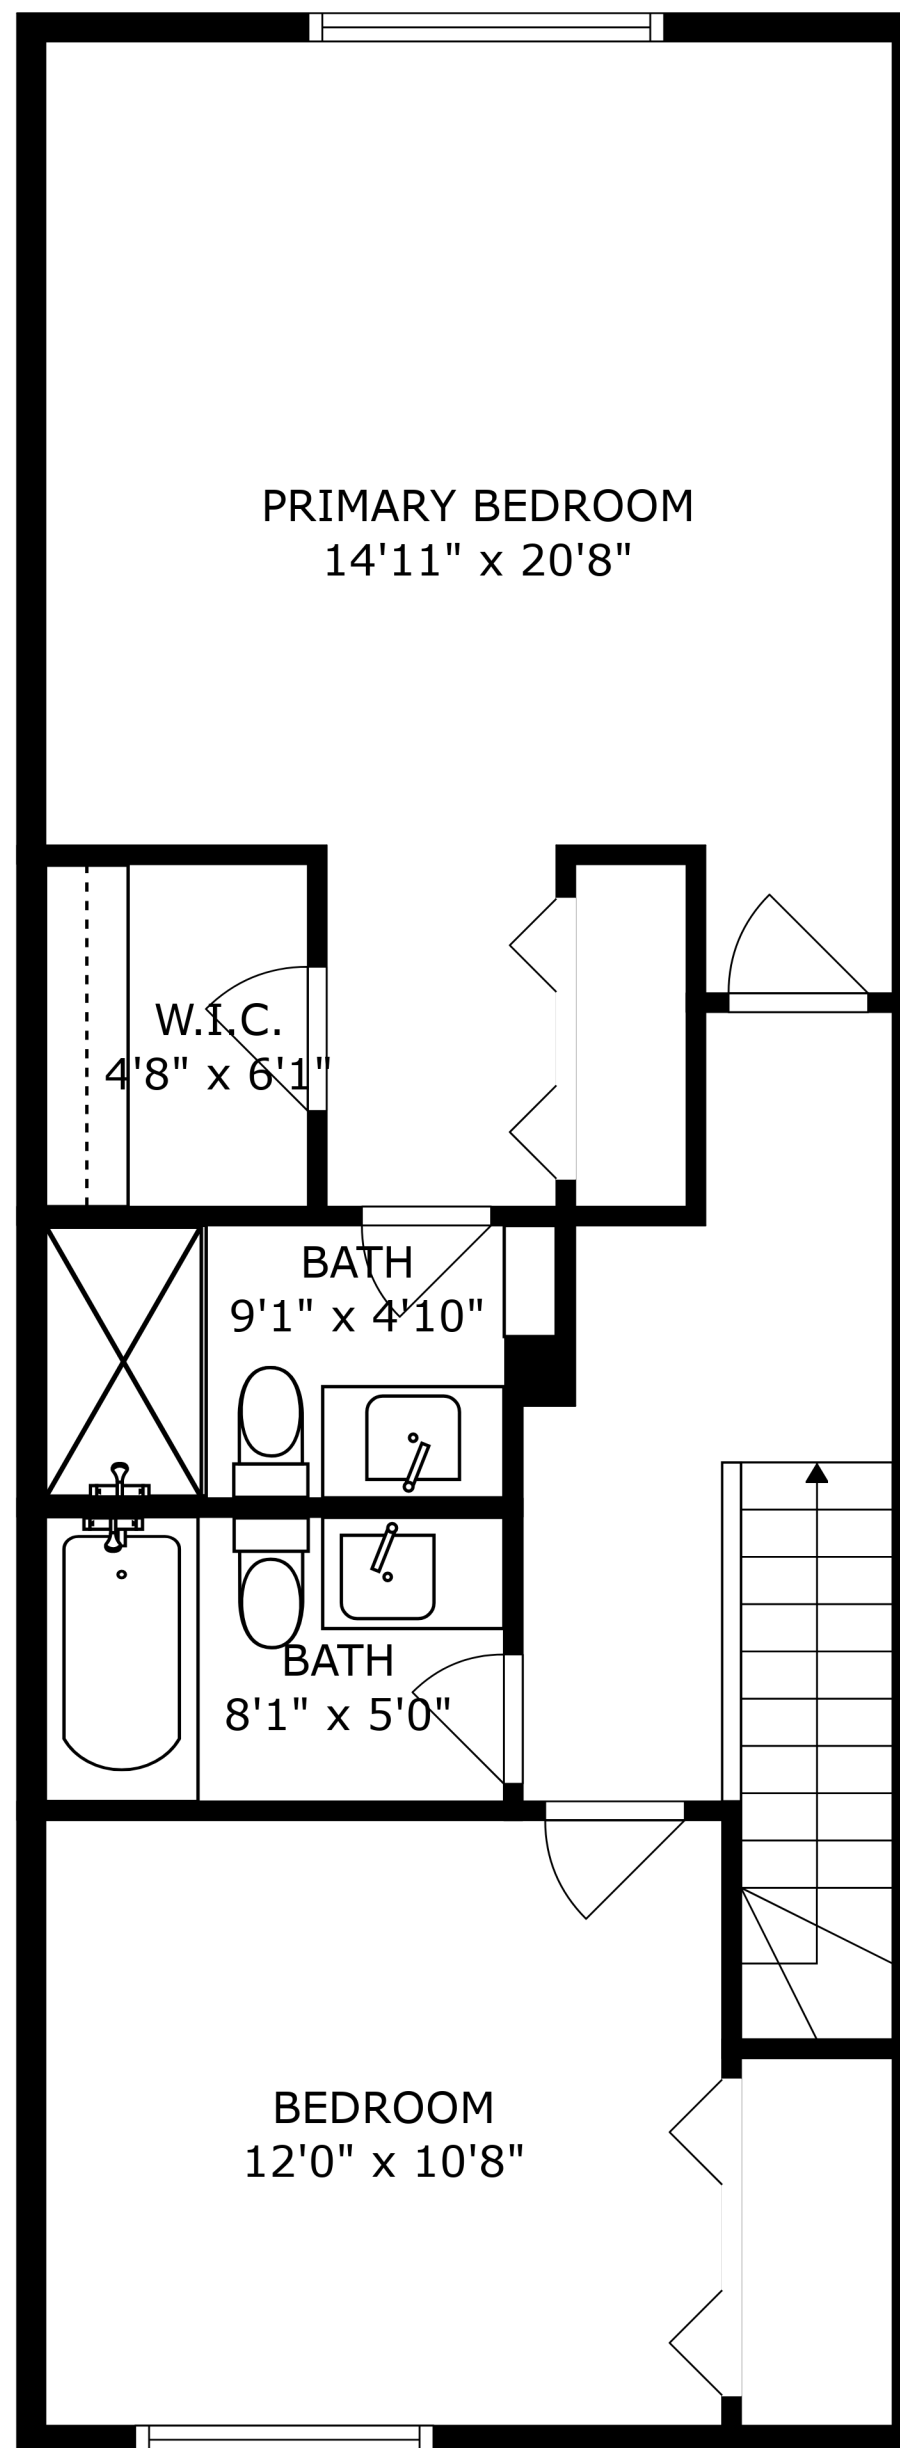 PRIMARY BEDROOM
14'11" x 20'8"
W.I.C.
4'8" x 6'1"
BATH
9'1" x 4'10"
BATH
8'1" x 5'0"
BEDROOM
12'0" x 10'8"